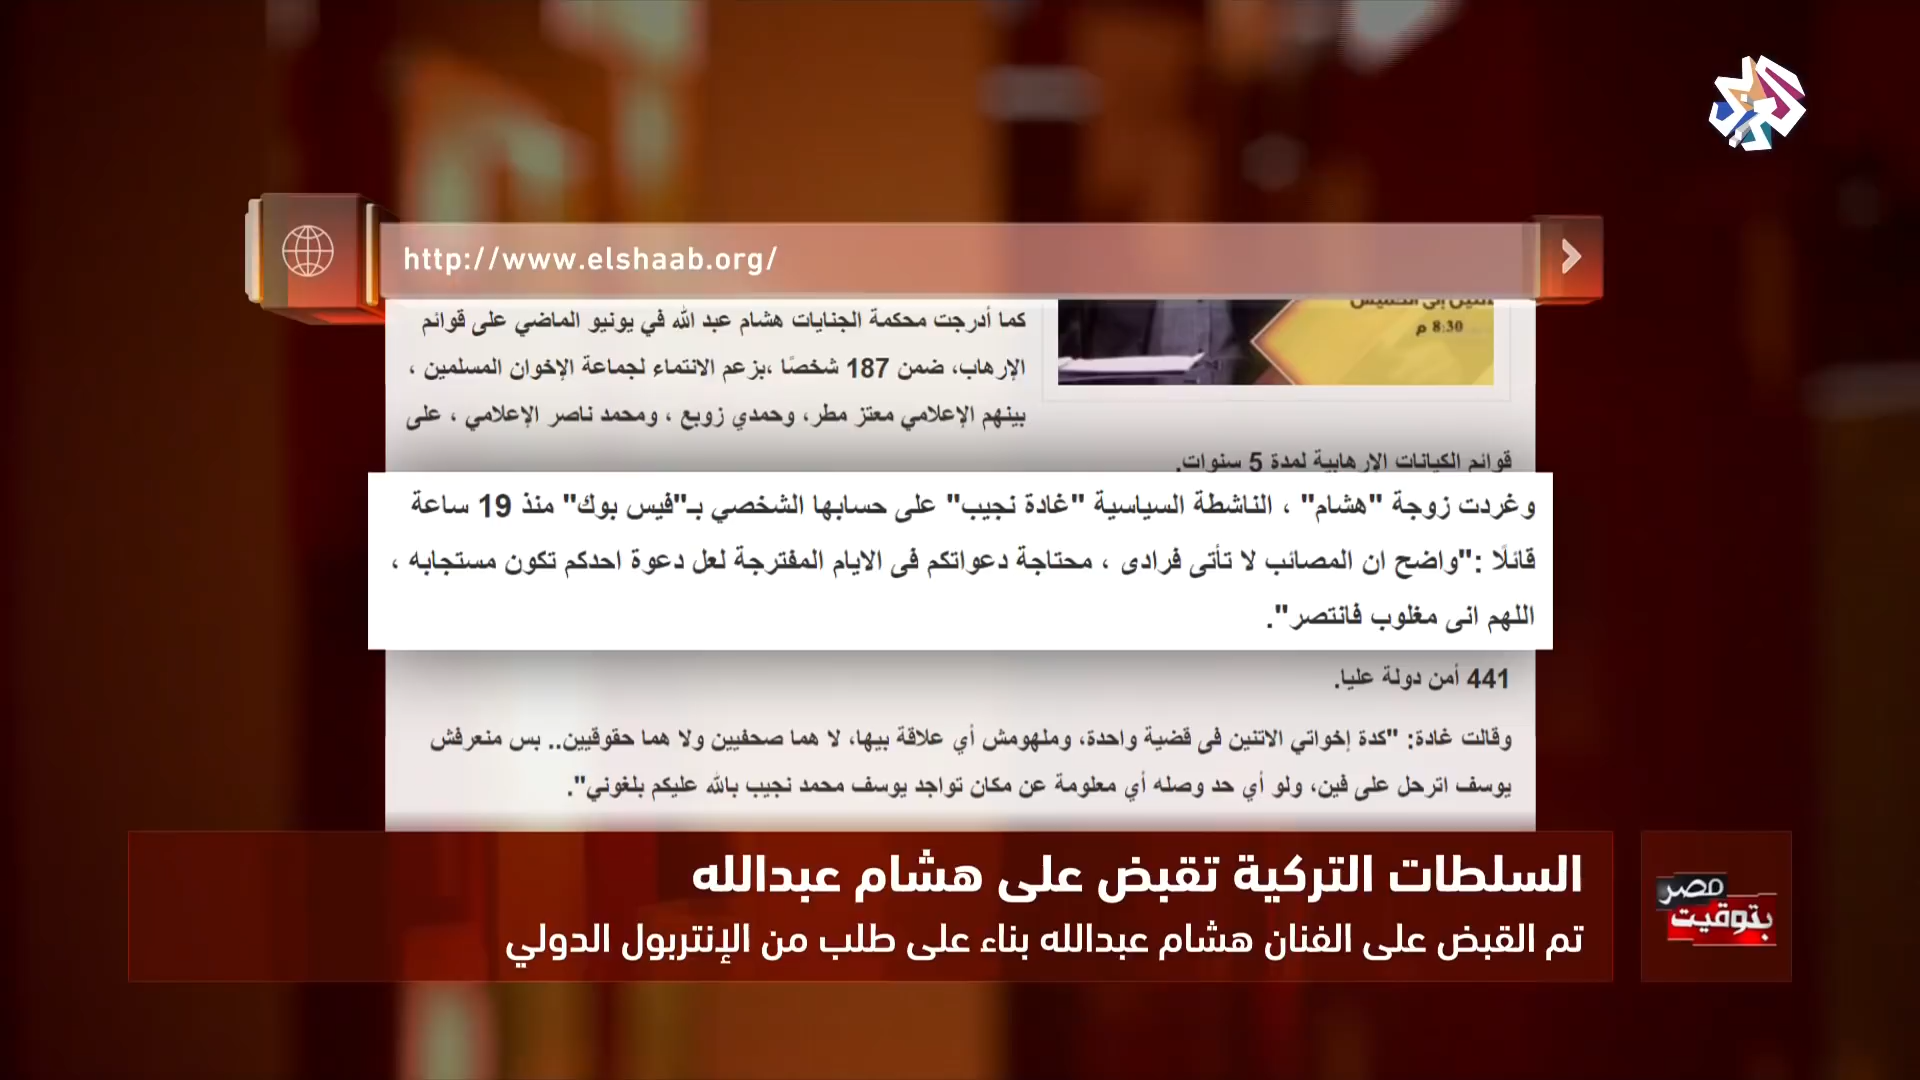 http://www.elshaab.org/
8:30 م
كما أدرجت محكمة الجنايات هشام عبد الله في يونيو الماضي على قوائم
الإرهاب، ضمن 187 شخصًا ،بزعم الانتماء لجماعة الإخوان المسلمين ،
بينهم الإعلامي معتز مطر، وحمدي زوبع ، ومحمد ناصر الإعلامي ، على
قوائم الكيانات الإرهابية لمدة 5 سنوات.
وغردت زوجة "هشام" ، الناشطة السياسية "غادة نجيب" على حسابها الشخصي بـ"فيس بوك" منذ 19 ساعة
قائلًا :"واضح ان المصائب لا تأتى فرادى ، محتاجة دعواتكم فى الايام المفترجة لعل دعوة احدكم تكون مستجابه ،
اللهم انى مغلوب فانتصر".
441 أمن دولة عليا.
وقالت غادة: "كدة إخواتي الاتنين فى قضية واحدة، وملهومش أي علاقة بيها، لا هما صحفيين ولا هما حقوقيين.. بس منعرفش
يوسف اترحل على فين، ولو أي حد وصله أي معلومة عن مكان تواجد يوسف محمد نجيب بالله عليكم بلغوني".
السلطات التركية تقبض على هشام عبدالله
تم القبض على الفنان هشام عبدالله بناء على طلب من الإنتربول الدولي
مصر
بتوقيت